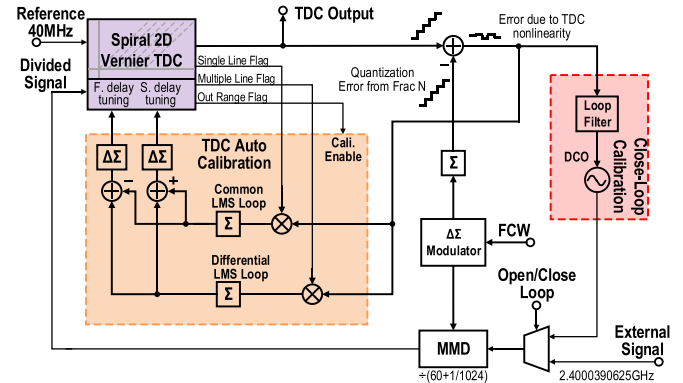 Reference
40MHz
Spiral 2D
Vernier TDC
TDC Output
Error due to TDC
nonlinearity
Divided
Signal
F. delay
tuning
S. delay
tuning
Single Line Flag
Multiple Line Flag
Out Range Flag
Quantization
Error from Frac N
+
−
Loop
Filter
DCO
Close-Loop
Calibration
TDC Auto
Calibration
Cali.
Enable
ΔΣ
ΔΣ
−
+
Common
LMS Loop
Σ
Differential
LMS Loop
Σ
Σ
ΔΣ
Modulator
FCW
Open/Close
Loop
MMD
÷(60+1/1024)
External
Signal
2.4000390625GHz